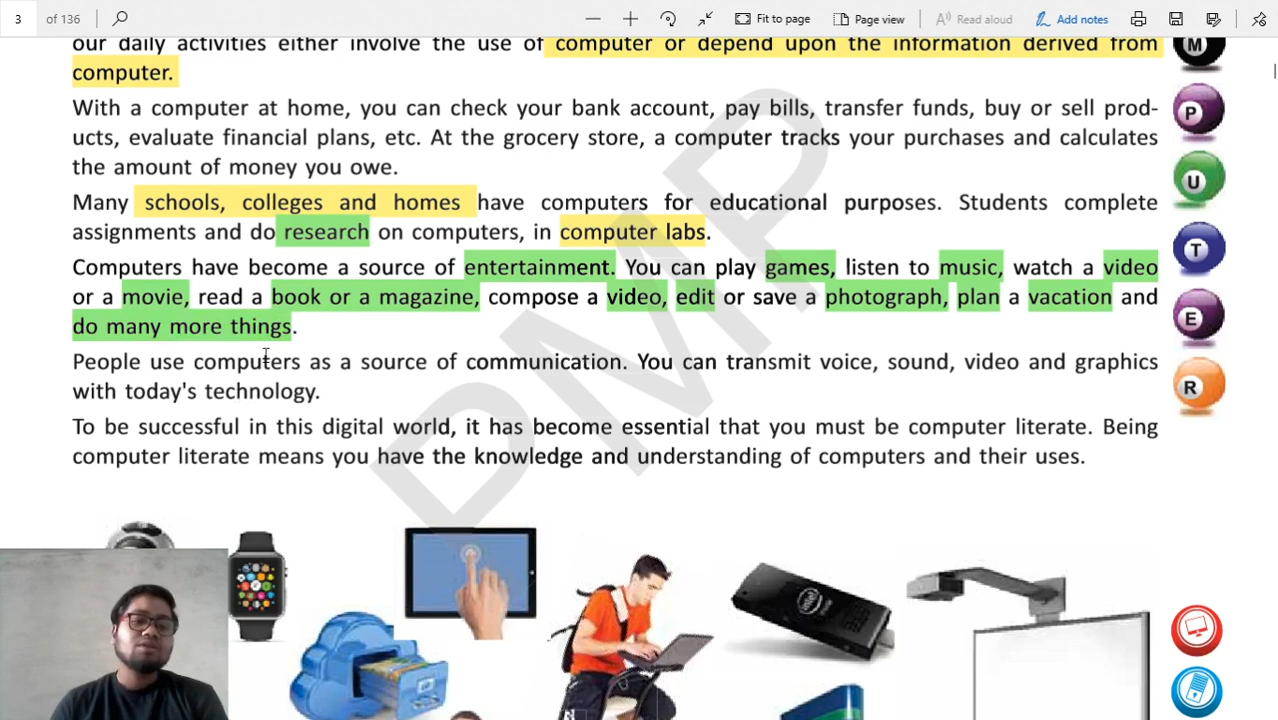 3 of 136 Fit to page Page view Read aloud Add notes
our daily activities either involve the use of computer or depend upon the information derived from
computer.
With a computer at home, you can check your bank account, pay bills, transfer funds, buy or sell prod-
ucts, evaluate financial plans, etc. At the grocery store, a computer tracks your purchases and calculates
the amount of money you owe.
Many schools, colleges and homes have computers for educational purposes. Students complete
assignments and do research on computers, in computer labs.
Computers have become a source of entertainment. You can play games, listen to music, watch a video
or a movie, read a book or a magazine, compose a video, edit or save a photograph, plan a vacation and
do many more things.
People use computers as a source of communication. You can transmit voice, sound, video and graphics
with today's technology.
To be successful in this digital world, it has become essential that you must be computer literate. Being
computer literate means you have the knowledge and understanding of computers and their uses.
PMP
M
P
U
T
E
R
intel